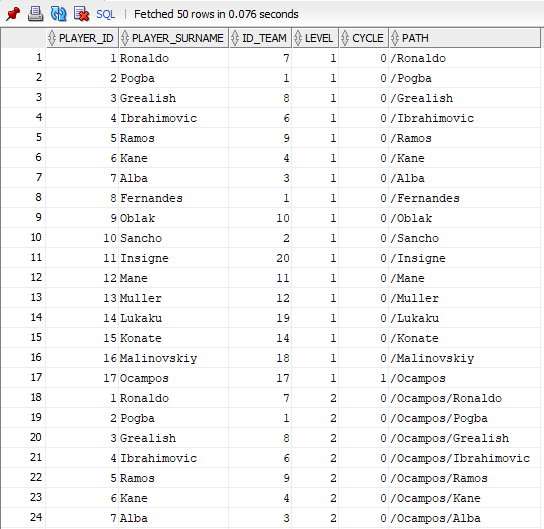 SQL | Fetched 50 rows in 0.076 seconds
PLAYER_ID PLAYER_SURNAME ID_TEAM LEVEL CYCLE PATH
1 1 Ronaldo 7 1 0 /Ronaldo
2 2 Pogba 1 1 0 /Pogba
3 3 Grealish 8 1 0 /Grealish
4 4 Ibrahimovic 6 1 0 /Ibrahimovic
5 5 Ramos 9 1 0 /Ramos
6 6 Kane 4 1 0 /Kane
7 7 Alba 3 1 0 /Alba
8 8 Fernandes 1 1 0 /Fernandes
9 9 Oblak 10 1 0 /Oblak
10 10 Sancho 2 1 0 /Sancho
11 11 Insigne 20 1 0 /Insigne
12 12 Mane 11 1 0 /Mane
13 13 Muller 12 1 0 /Muller
14 14 Lukaku 19 1 0 /Lukaku
15 15 Konate 14 1 0 /Konate
16 16 Malinovskiy 18 1 0 /Malinovskiy
17 17 Ocampos 17 1 1 /Ocampos
18 1 Ronaldo 7 2 0 /Ocampos/Ronaldo
19 2 Pogba 1 2 0 /Ocampos/Pogba
20 3 Grealish 8 2 0 /Ocampos/Grealish
21 4 Ibrahimovic 6 2 0 /Ocampos/Ibrahimovic
22 5 Ramos 9 2 0 /Ocampos/Ramos
23 6 Kane 4 2 0 /Ocampos/Kane
24 7 Alba 3 2 0 /Ocampos/Alba